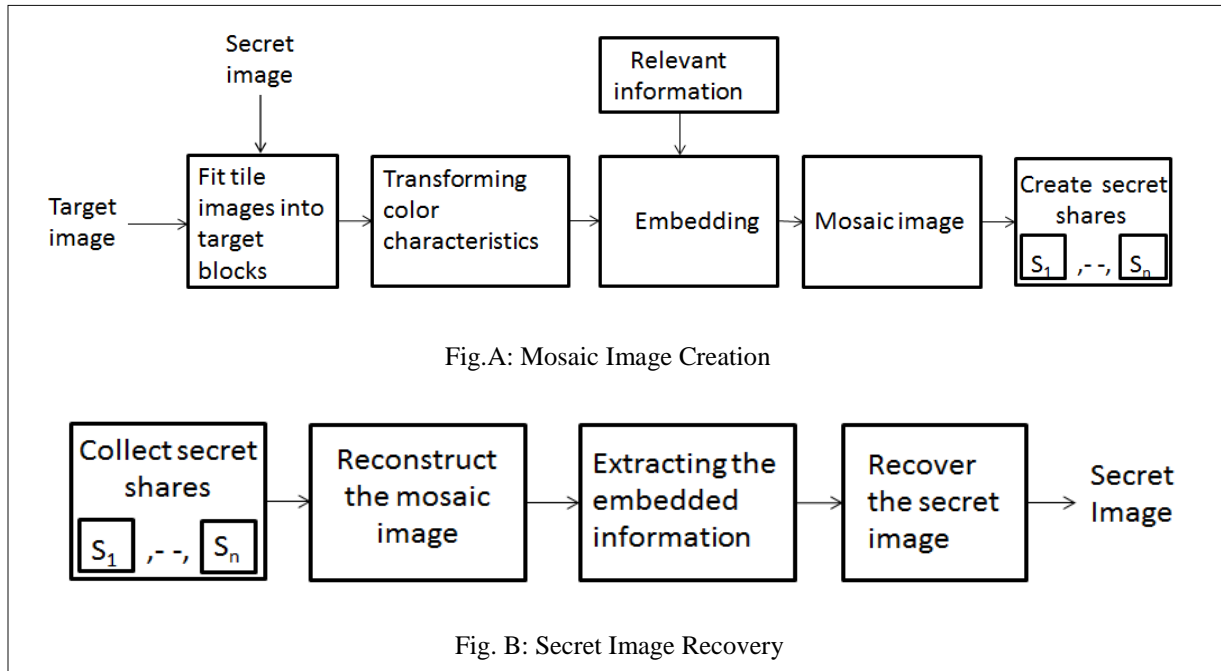 Secret
image
Relevant
information
Target
image
Fit tile
images into
target
blocks
Transforming
color
characteristics
Embedding
Mosaic image
Create secret
shares
S1 ,- -, Sn
Fig.A: Mosaic Image Creation
Collect secret
shares
S1 ,- -, Sn
Reconstruct
the mosaic
image
Extracting the
embedded
information
Recover
the secret
image
Secret
Image
Fig. B: Secret Image Recovery